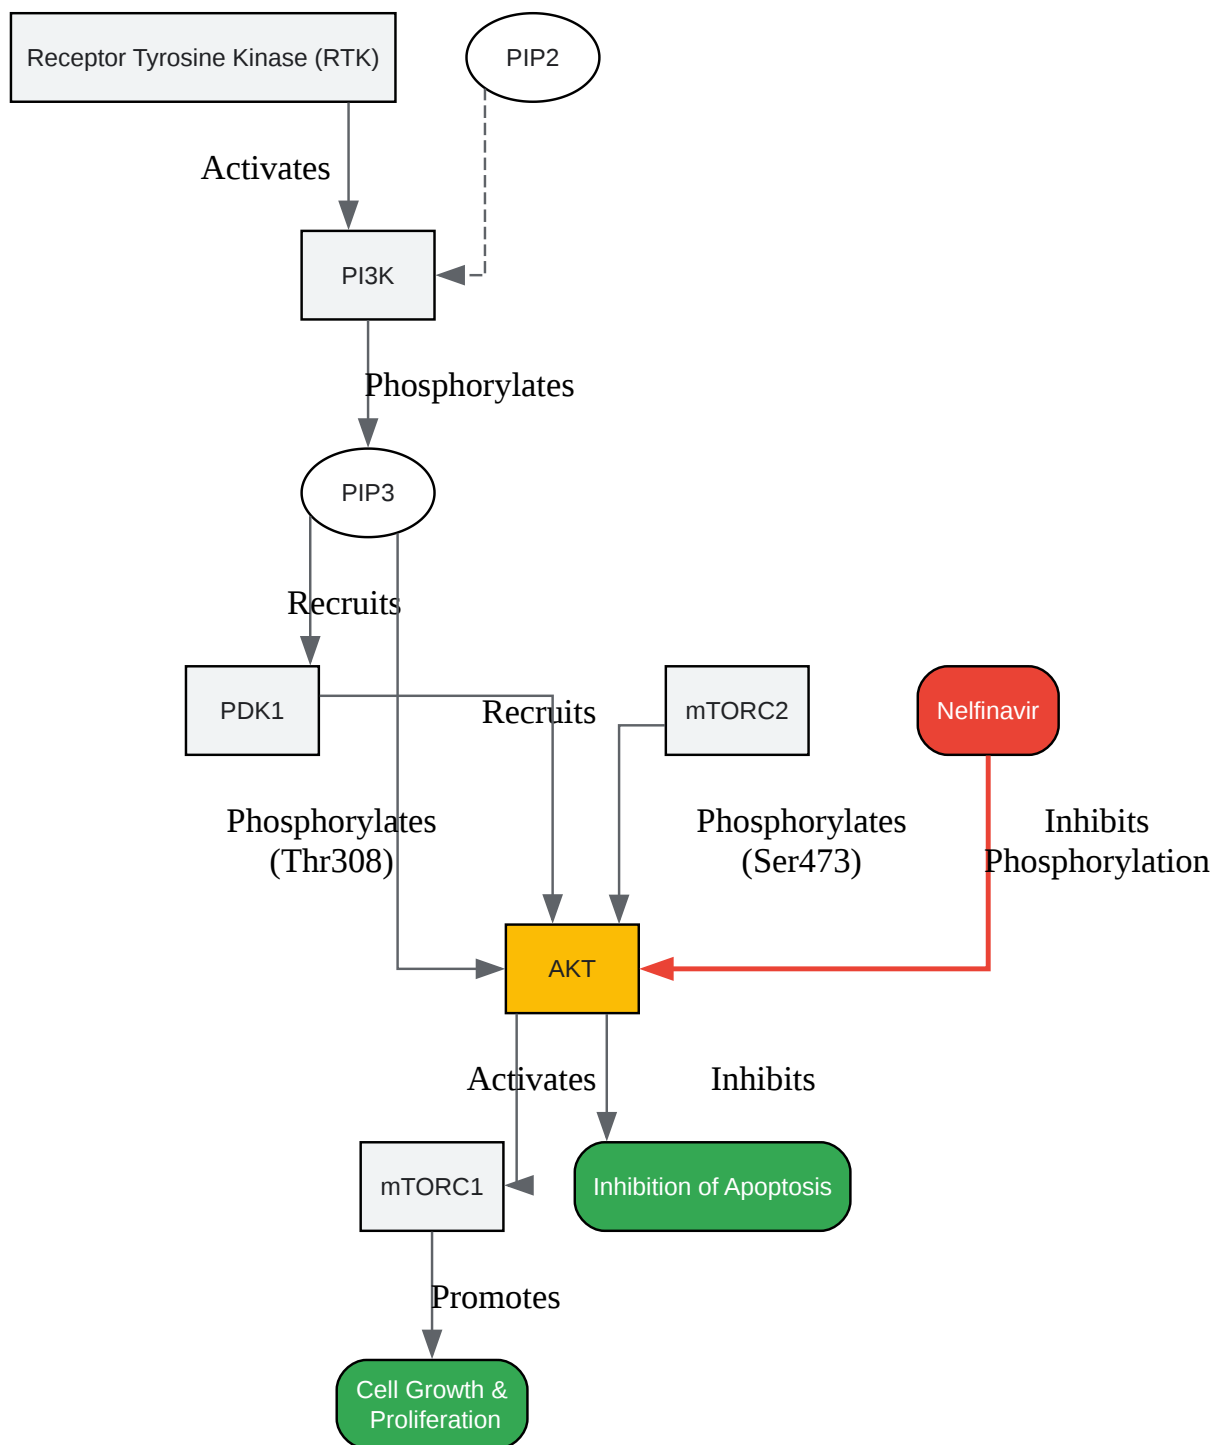 Receptor Tyrosine Kinase (RTK)
PIP2
Activates
PI3K
Phosphorylates
PIP3
Recruits
PDK1
Recruits
mTORC2
Nelfinavir
Phosphorylates
(Thr308)
Phosphorylates
(Ser473)
Inhibits
Phosphorylation
AKT
Activates
Inhibits
mTORC1
Inhibition of Apoptosis
Promotes
Cell Growth &
Proliferation